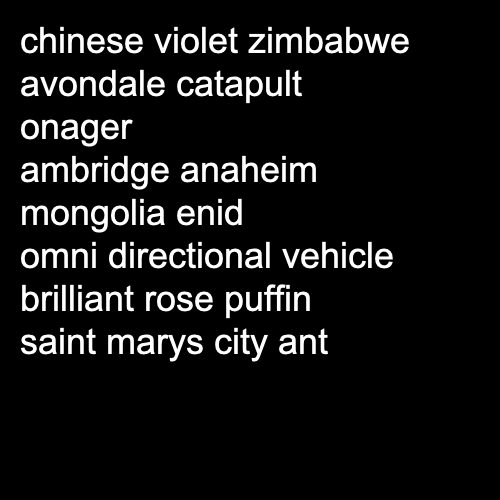 chinese violet zimbabwe
avondale catapult
onager
ambridge anaheim
mongolia enid
omni directional vehicle
brilliant rose puffin
saint marys city ant